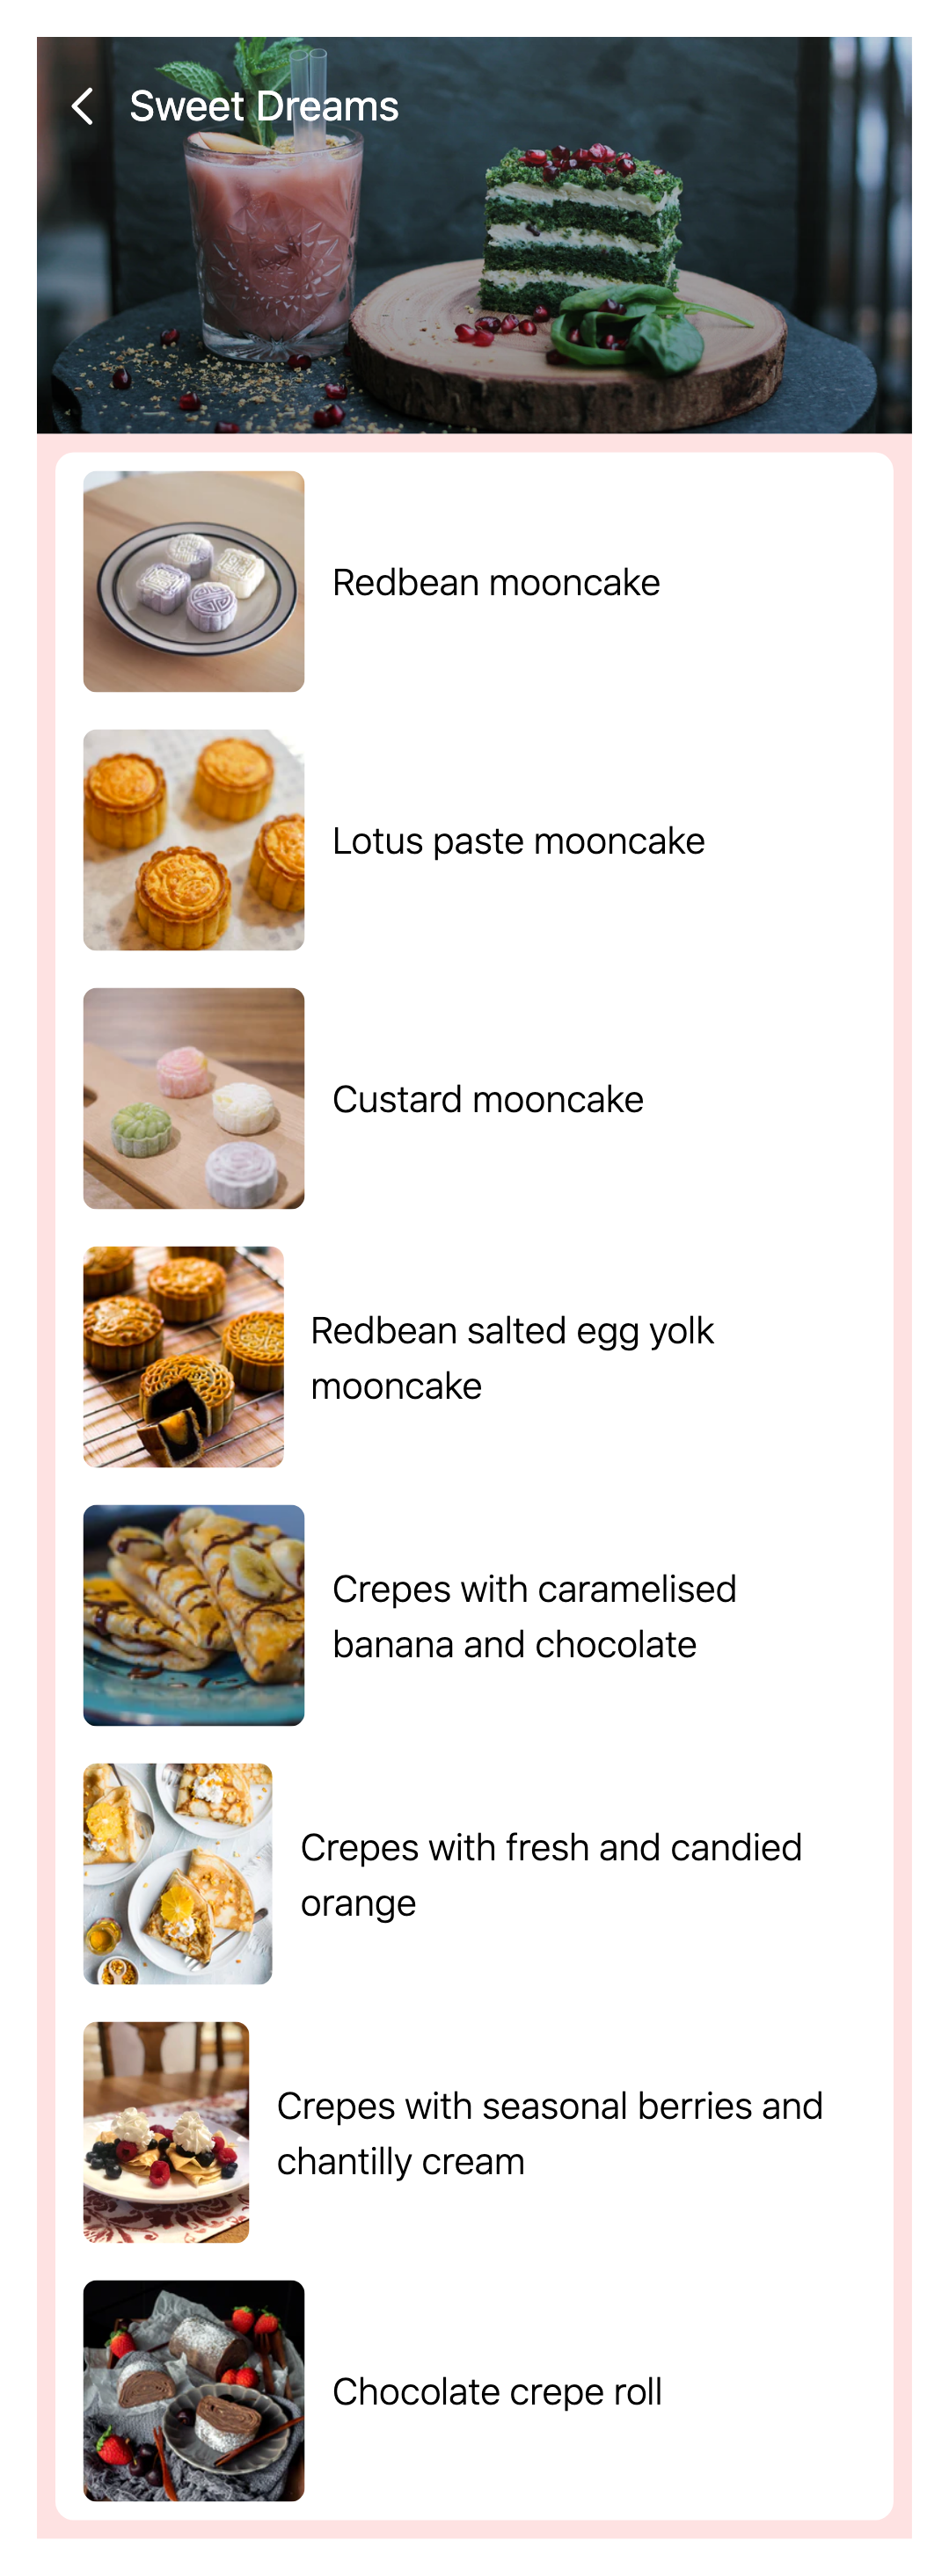 Sweet Dreams
Redbean mooncake
Lotus paste mooncake
Custard mooncake
Redbean salted egg yolk
mooncake
Crepes with caramelised
banana and chocolate
Crepes with fresh and candied
orange
Crepes with seasonal berries and
chantilly cream
Chocolate crepe roll